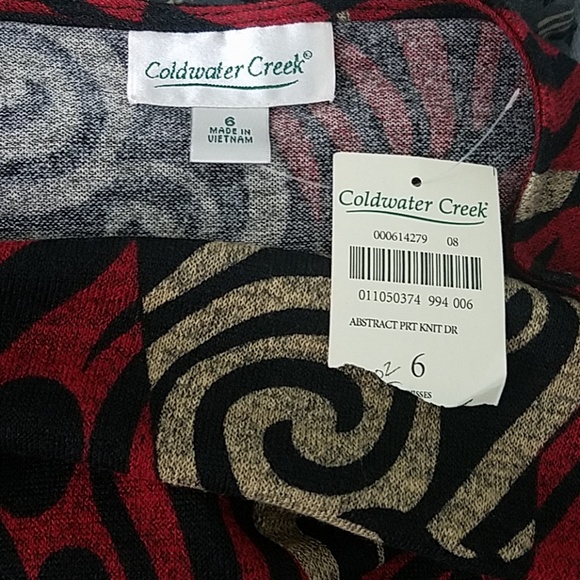 Coldwater Creek®
6
MADE IN
VIETNAM
Coldwater Creek®
000614279 08
011050374 994 006
ABSTRACT PRT KNIT DR
6